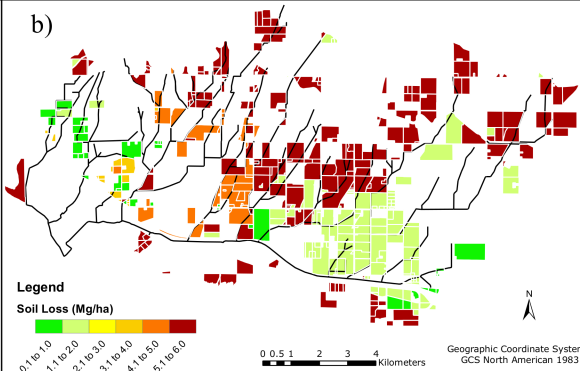 b)
N
Legend
Soil Loss (Mg/ha)
0.1 to 1.0
1.1 to 2.0
2.1 to 3.0
3.1 to 4.0
4.1 to 5.0
5.1 to 6.0
0 0.5 1 2 3 4
Kilometers
Geographic Coordinate System
GCS North American 1983